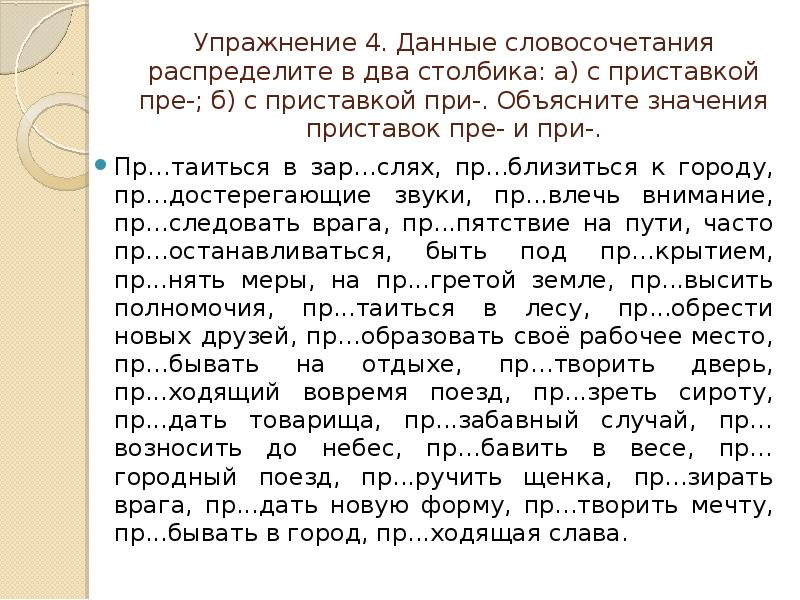 Упражнение 4. Данные словосочетания
распределите в два столбика: а) с приставкой
пре-; б) с приставкой при-. Объясните значения
приставок пре- и при-.
Пр...таиться в зар...слях, пр...близиться к городу,
пр...достерегающие звуки, пр...влечь внимание,
пр...следовать врага, пр...пятствие на пути, часто
пр...останавливаться, быть под пр...крытием,
пр...нять меры, на пр...гретой земле, пр...высить
полномочия, пр...таиться в лесу, пр...обрести
новых друзей, пр...образовать своё рабочее место,
пр...бывать на отдыхе, пр...творить дверь,
пр...ходящий вовремя поезд, пр...зреть сироту,
пр...дать товарища, пр...забавный случай, пр...
возносить до небес, пр...бавить в весе, пр...
городный поезд, пр...ручить щенка, пр...зирать
врага, пр...дать новую форму, пр...творить мечту,
пр...бывать в город, пр...ходящая слава.